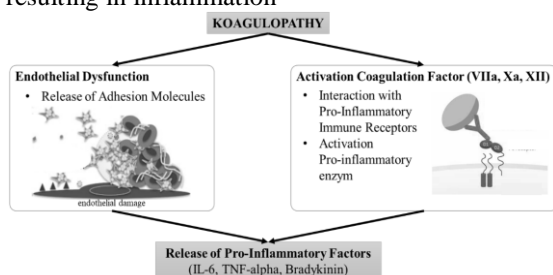 resulting in inflammation
KOAGULOPATHY
Endothelial Dysfunction
• Release of Adhesion Molecules
endothelial damage
Activation Coagulation Factor (VIIa, Xa, XII)
• Interaction with
Pro-Inflammatory
Immune Receptors
• Activation
Pro-inflammatory
enzym
Release of Pro-Inflammatory Factors
(IL-6, TNF-alpha, Bradykinin)